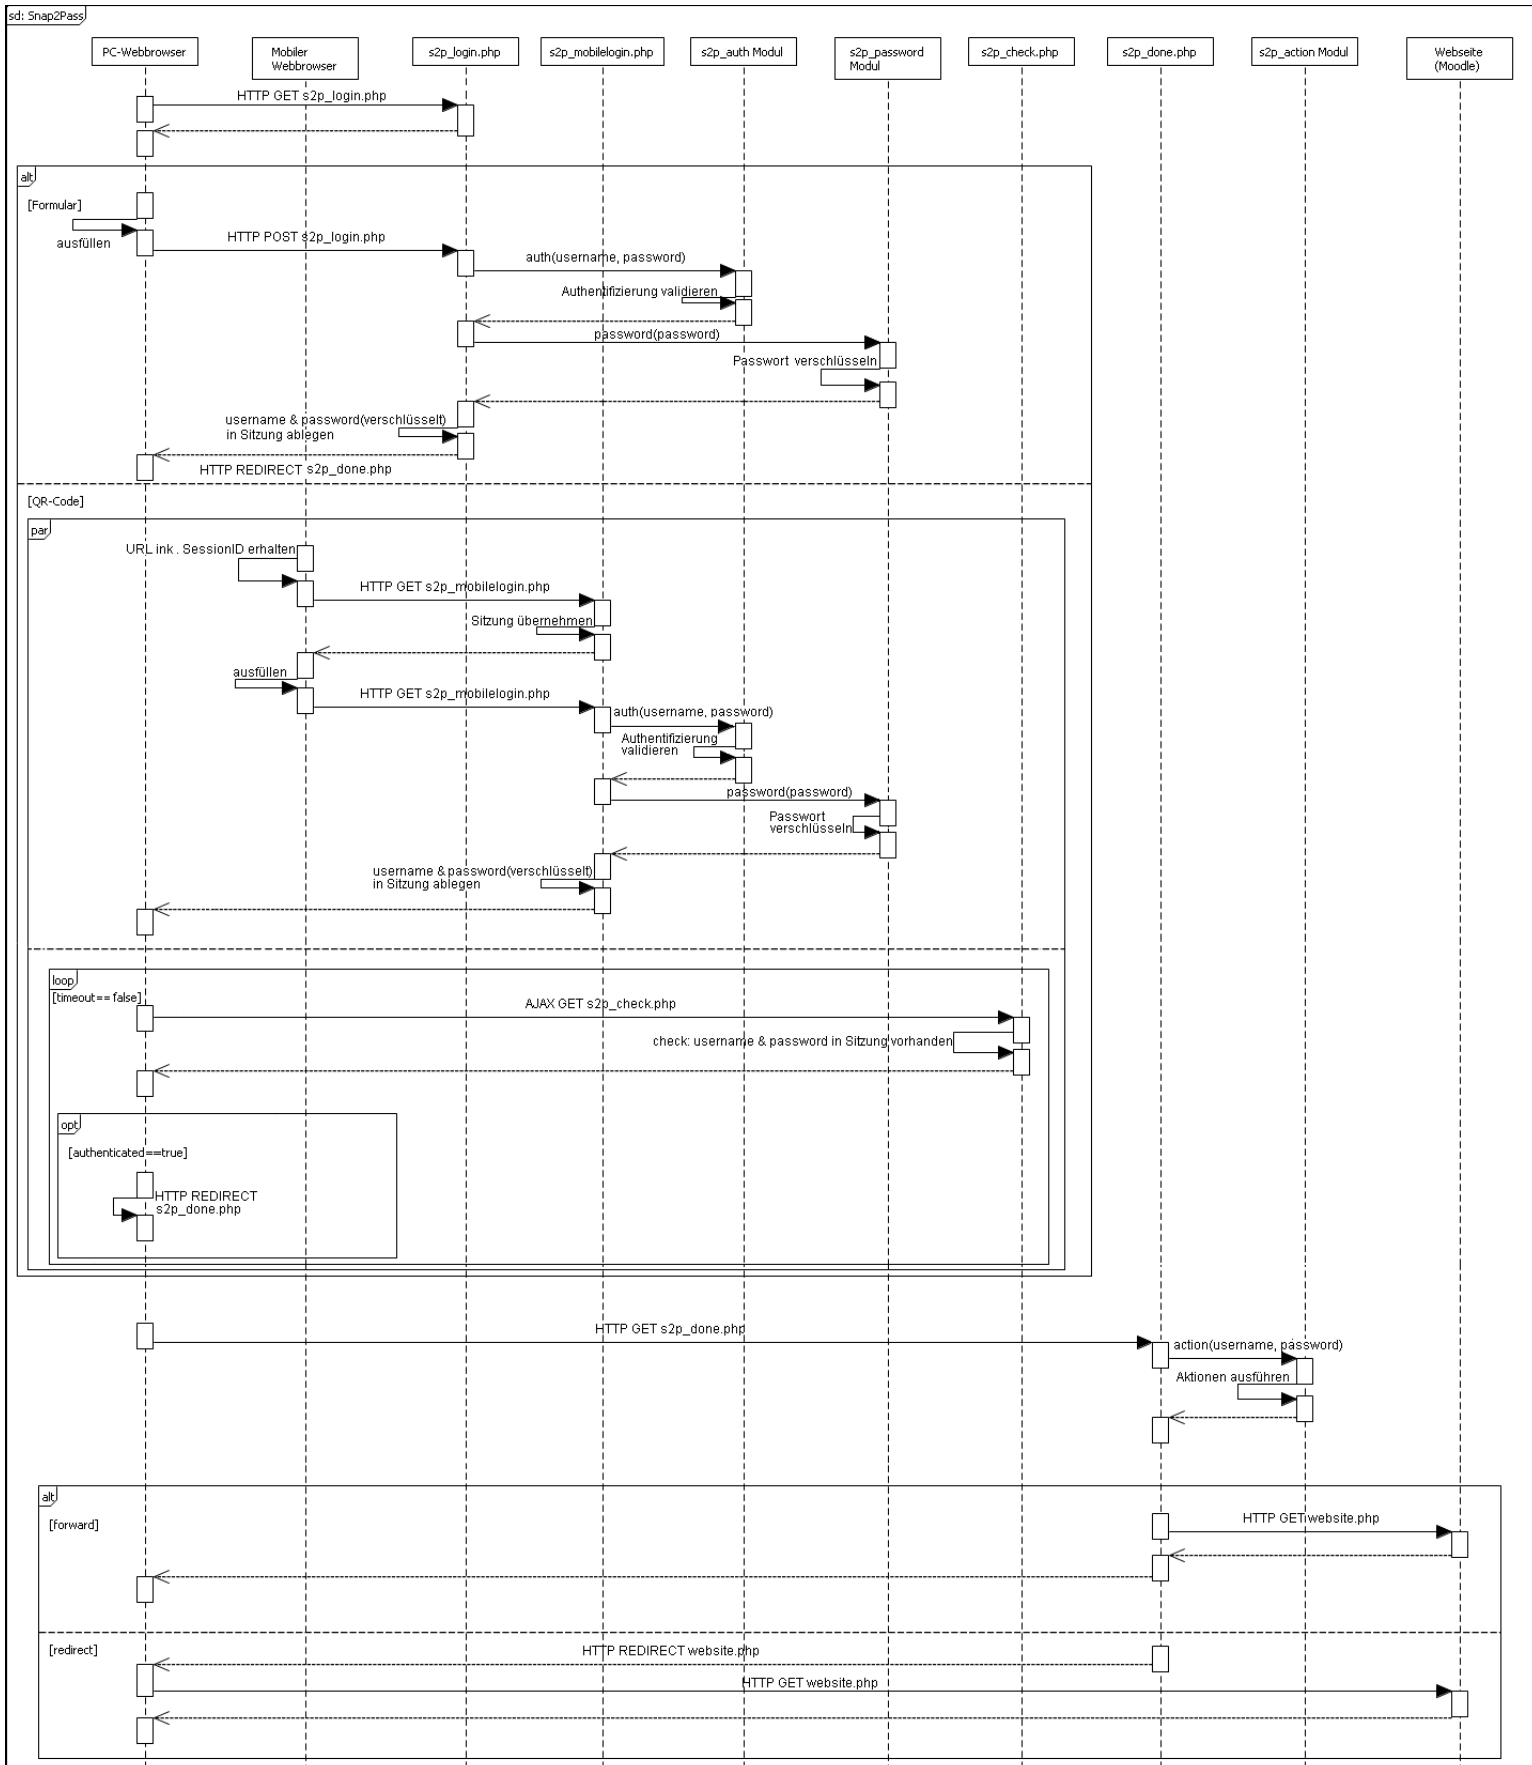 sd: Snap2Pass
PC-Webbrowser
Mobiler
Webbrowser
s2p_login.php
s2p_mobilelogin.php
s2p_auth Modul
s2p_password
Modul
s2p_check.php
s2p_done.php
s2p_action Modul
Webseite
(Moodle)
HTTP GET s2p_login.php
alt
[Formular]
ausfüllen
HTTP POST s2p_login.php
auth(username, password)
Authentifizierung validieren
password(password)
Passwort verschlüsseln
username & password(verschlüsselt)
in Sitzung ablegen
HTTP REDIRECT s2p_done.php
[QR-Code]
par
URL ink . SessionID erhalten
HTTP GET s2p_mobilelogin.php
Sitzung übernehmen
ausfüllen
HTTP GET s2p_mobilelogin.php
auth(username, password)
Authentifizierung
validieren
password(password)
Passwort
verschlüsseln
username & password(verschlüsselt)
in Sitzung ablegen
loop
[timeout== false]
AJAX GET s2p_check.php
check: username & password in Sitzung vorhanden
opt
[authenticated==true]
HTTP REDIRECT
s2p_done.php
HTTP GET s2p_done.php
action(username, password)
Aktionen ausführen
alt
[forward]
HTTP GET website.php
[redirect]
HTTP REDIRECT website.php
HTTP GET website.php